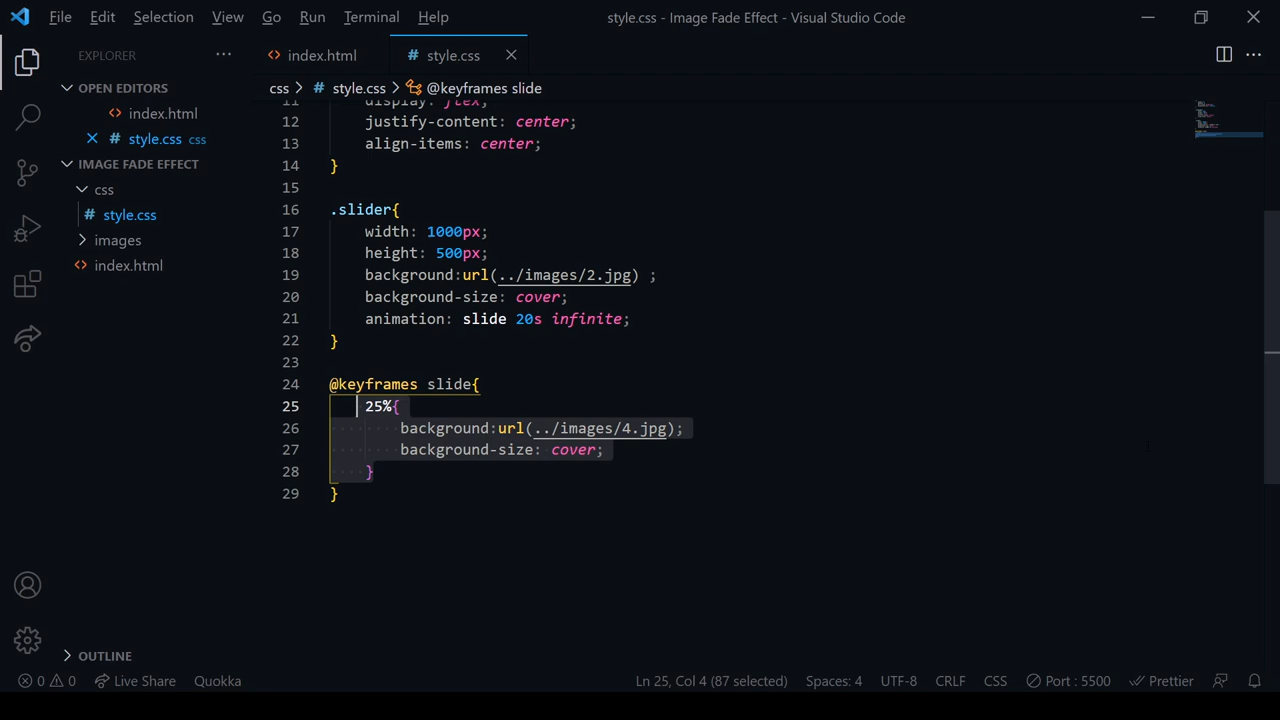 File Edit Selection View Go Run Terminal Help
style.css - Image Fade Effect - Visual Studio Code
EXPLORER ...
index.html
# style.css
OPEN EDITORS
index.html
# style.css css
IMAGE FADE EFFECT
css
# style.css
images
index.html
OUTLINE
css > # style.css > @keyframes slide
11 display: flex;
12 justify-content: center;
13 align-items: center;
14 }
15
16 .slider{
17 width: 1000px;
18 height: 500px;
19 background:url(../images/2.jpg) ;
20 background-size: cover;
21 animation: slide 20s infinite;
22 }
23
24 @keyframes slide{
25 25%{
26 background:url(../images/4.jpg);
27 background-size: cover;
28 }
29 }
0 0 Live Share Quokka
Ln 25, Col 4 (87 selected) Spaces: 4 UTF-8 CRLF CSS Port : 5500 Prettier